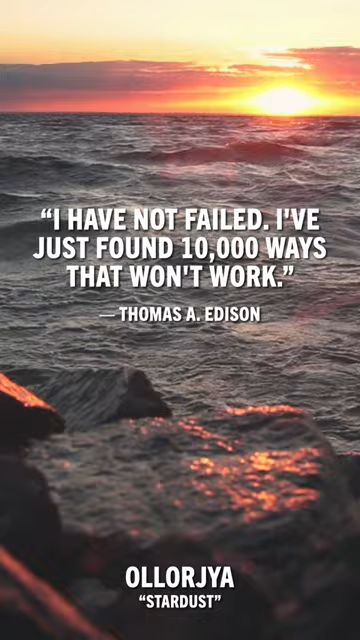 “I HAVE NOT FAILED. I'VE
JUST FOUND 10,000 WAYS
THAT WON'T WORK.”
— THOMAS A. EDISON
OLLORJYA
“STARDUST”